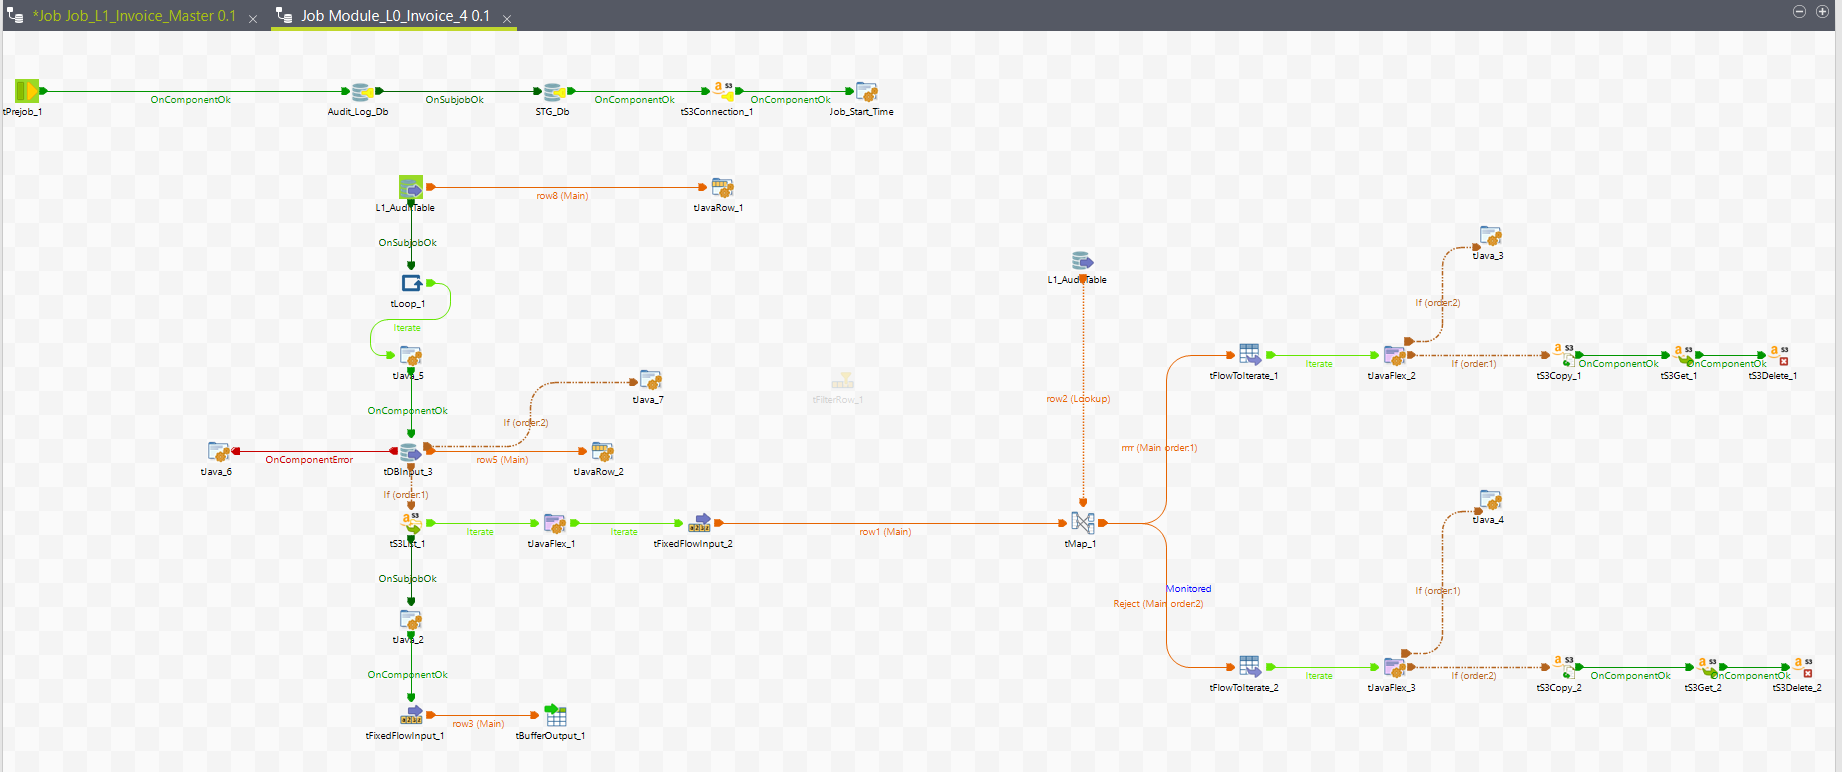 *Job Job_L1_Invoice_Master 0.1
Job Module_L0_Invoice_4 0.1
OnComponentOk
OnSubjobOk
OnComponentOk
OnComponentOk
tPrejob_1
Audit_Log_Db
STG_Db
tS3Connection_1
Job_Start_Time
row8 (Main)
L1_AuditTable
tJavaRow_1
OnSubjobOk
tLoop_1
Iterate
tJava_5
OnComponentOk
tJava_7
tFilterRow_1
If (order:2)
OnComponentError
row5 (Main)
tJava_6
tDBInput_3
tJavaRow_2
If (order:1)
S3
Iterate
Iterate
row1 (Main)
tS3List_1
tJavaFlex_1
tFixedFlowInput_2
tMap_1
OnSubjobOk
tJava_2
OnComponentOk
row3 (Main)
tFixedFlowInput_1
tBufferOutput_1
L1_AuditTable
row2 (Lookup)
rrrr (Main order:1)
Monitored
Reject (Main order:2)
tJava_3
If (order:2)
Iterate
If (order:1)
OnComponentOk
OnComponentOk
tFlowToIterate_1
tJavaFlex_2
tS3Copy_1
tS3Get_1
tS3Delete_1
tJava_4
If (order:1)
Iterate
If (order:2)
OnComponentOk
OnComponentOk
tFlowToIterate_2
tJavaFlex_3
tS3Copy_2
tS3Get_2
tS3Delete_2